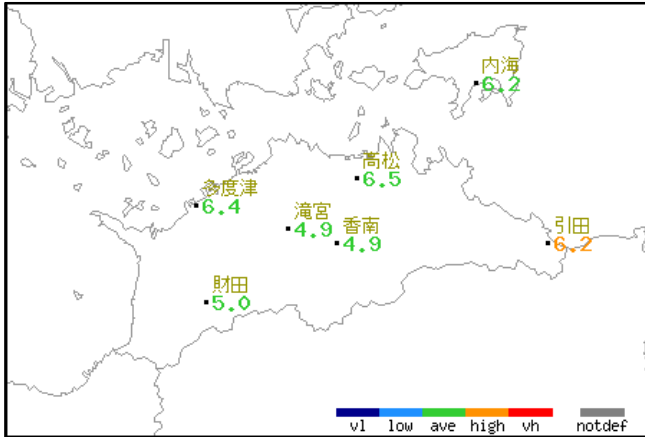 内海
6.2
高松
6.5
多度津
6.4
滝宮
4.9
香南
4.9
引田
6.2
財田
5.0
vl low ave high vh notdef